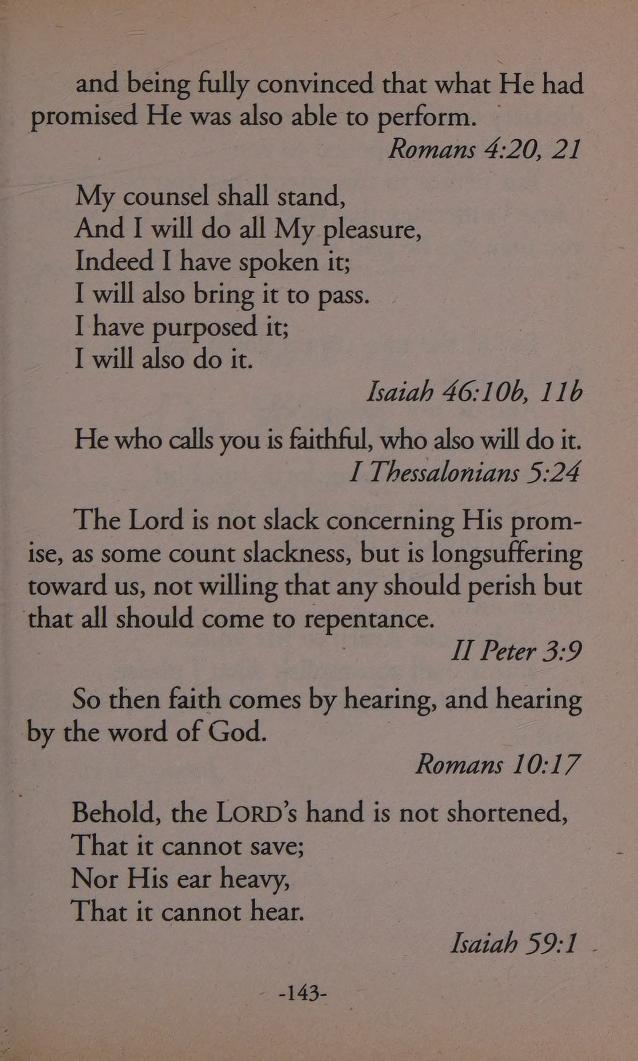 and being fully convinced that what He had
promised He was also able to perform.
Romans 4:20, 21
My counsel shall stand,
And I will do all My pleasure,
Indeed I have spoken it;
I will also bring it to pass.
I have purposed it;
I will also do it.
Isaiah 46:10b, 11b
He who calls you is faithful, who also will do it.
I Thessalonians 5:24
The Lord is not slack concerning His prom-
ise, as some count slackness, but is longsuffering
toward us, not willing that any should perish but
that all should come to repentance.
II Peter 3:9
So then faith comes by hearing, and hearing
by the word of God.
Romans 10:17
Behold, the LORD’s hand is not shortened,
That it cannot save;
Nor His ear heavy,
That it cannot hear.
Isaiah 59:1
-143-